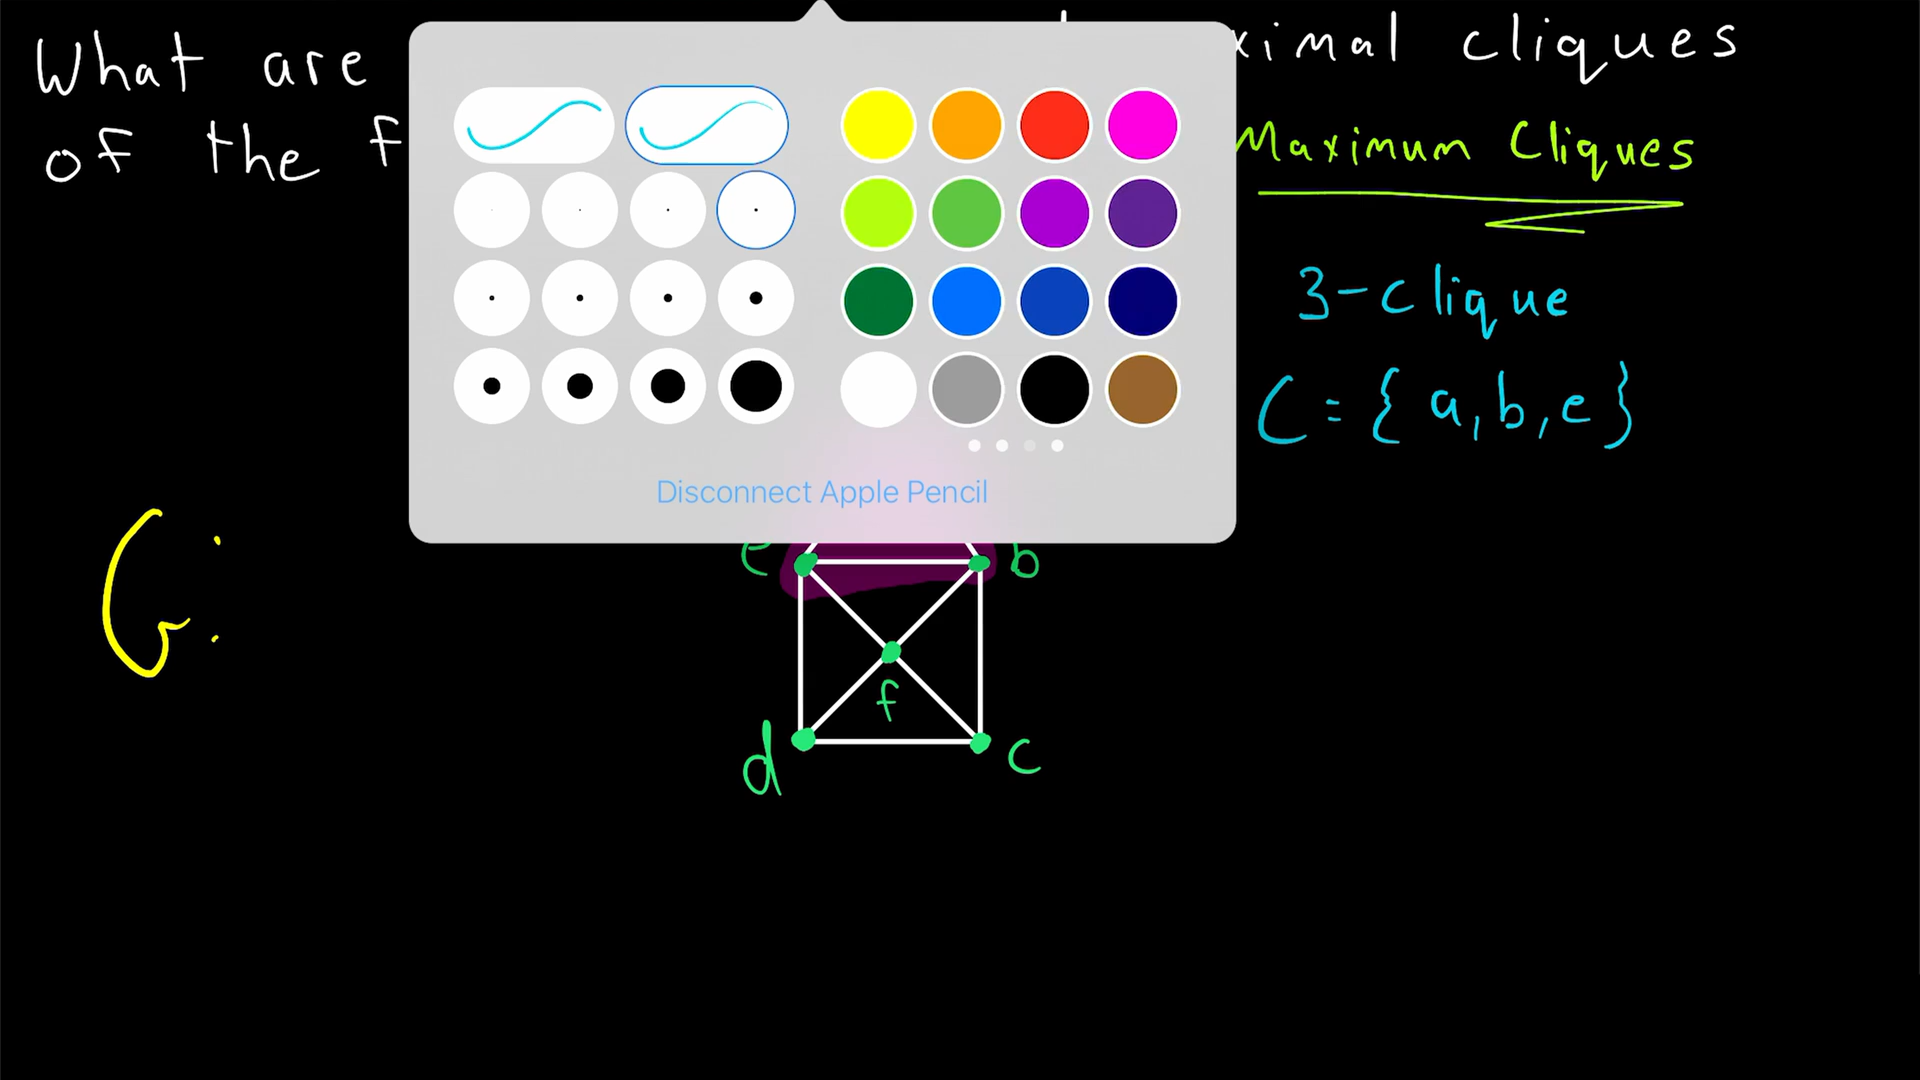 What are
ximal cliques
of the f
Maximum Cliques
3-clique
C = { a, b, e }
Disconnect Apple Pencil
G:
e
b
f
d
c